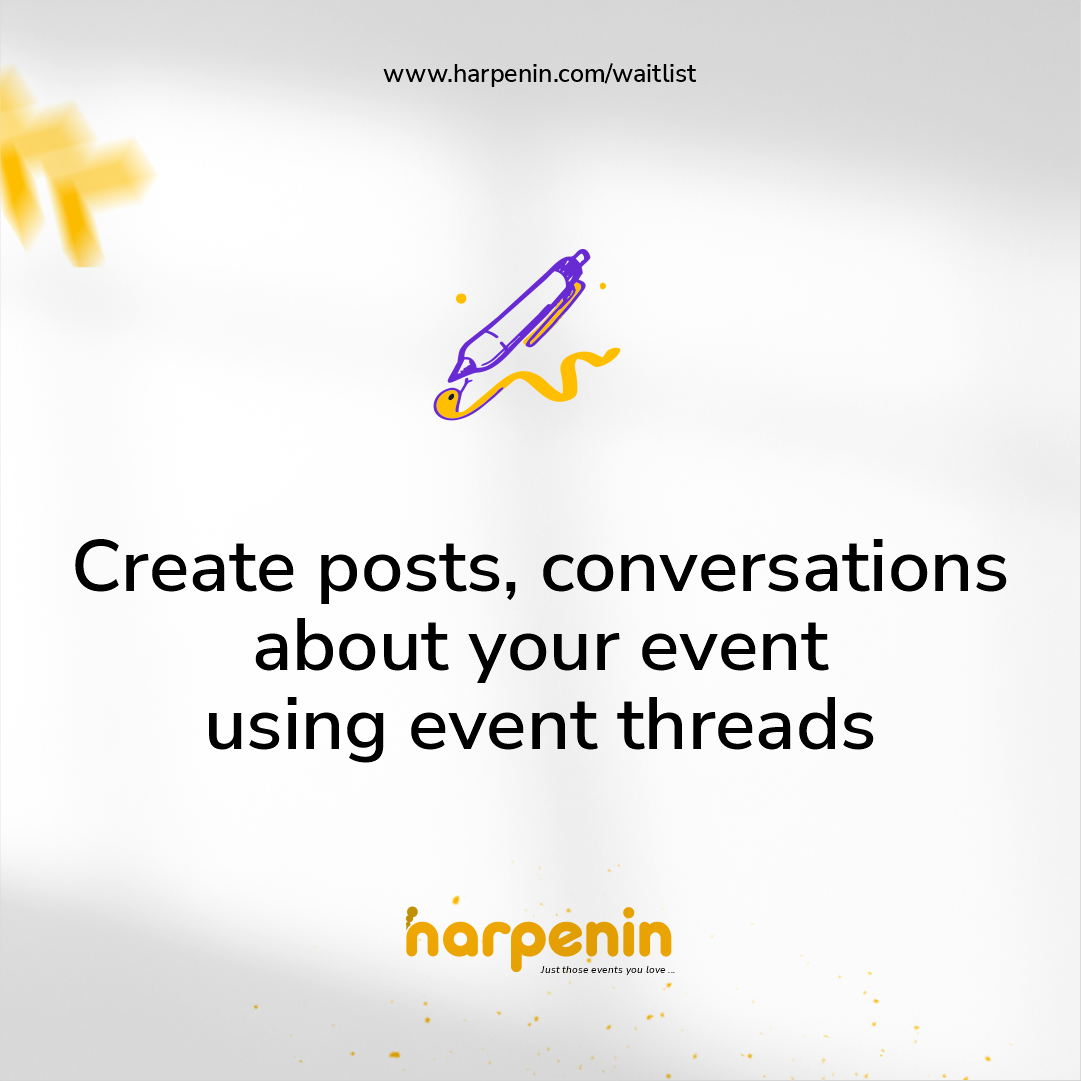 www.harpenin.com/waitlist
Create posts, conversations
about your event
using event threads
harpenin
Just those events you love ...